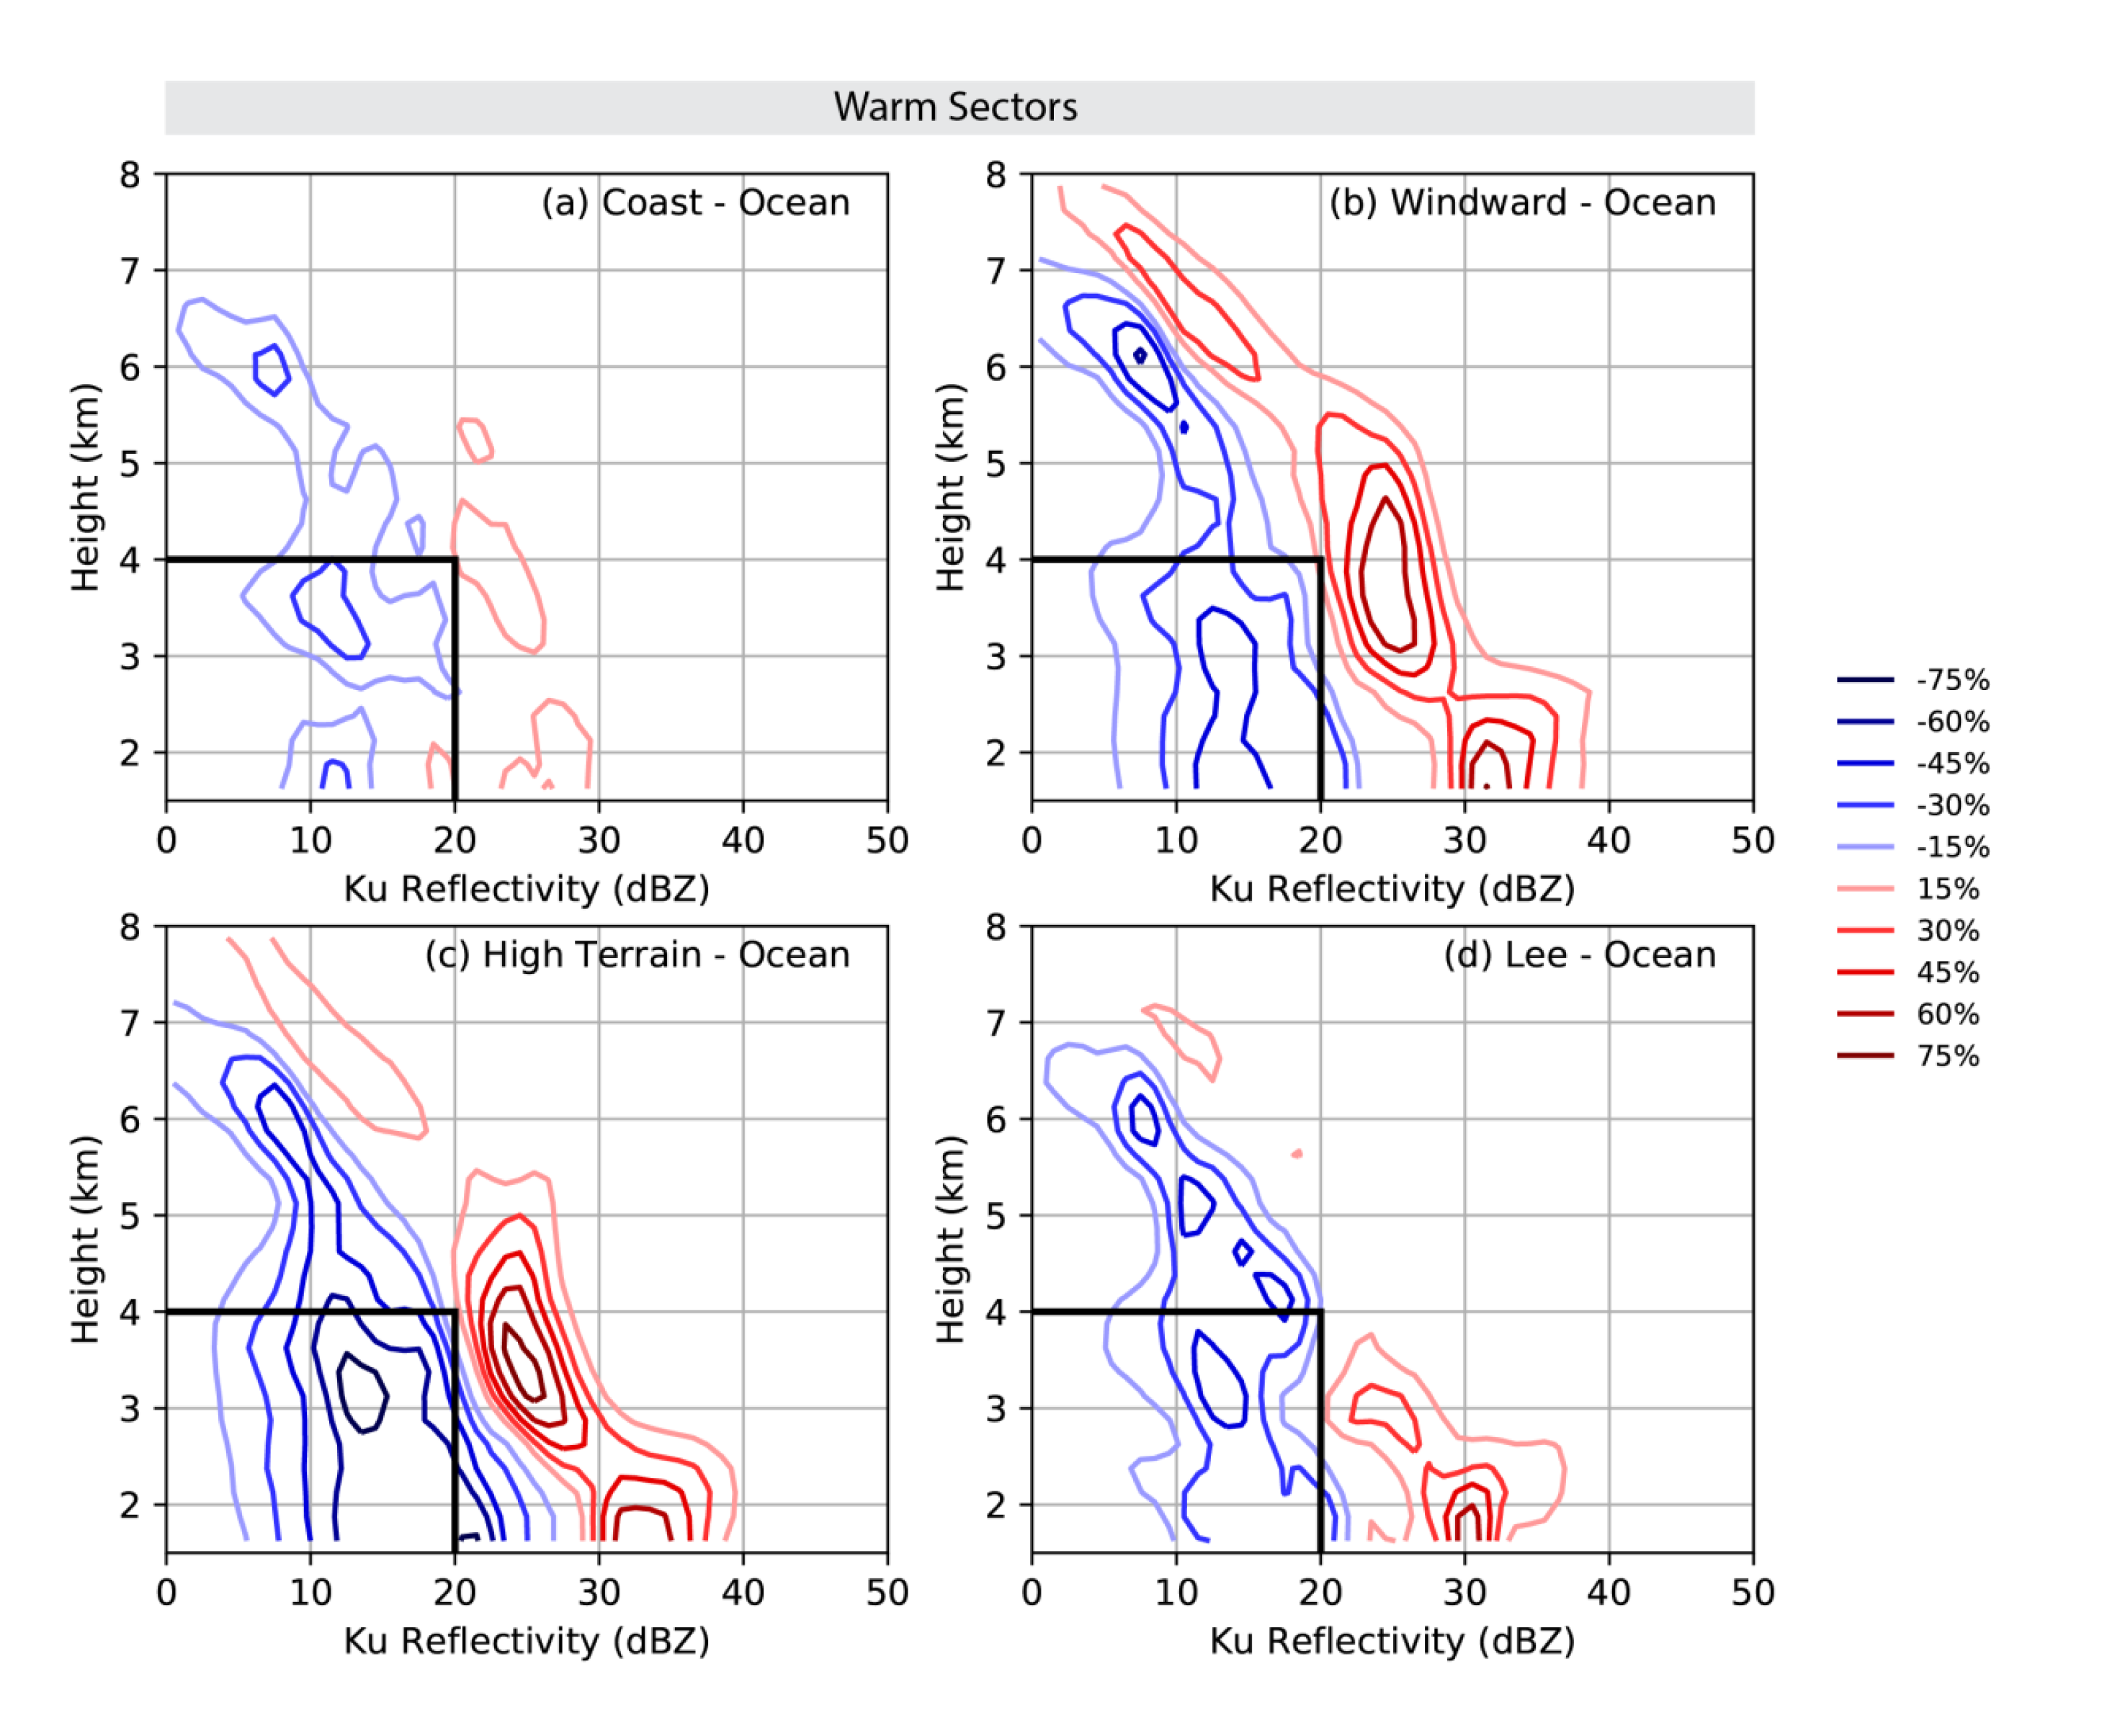 Warm Sectors
(a) Coast - Ocean
8
7
6
5
4
3
2
Height (km)
0 10 20 30 40 50
Ku Reflectivity (dBZ)
(b) Windward - Ocean
8
7
6
5
4
3
2
Height (km)
0 10 20 30 40 50
Ku Reflectivity (dBZ)
(c) High Terrain - Ocean
8
7
6
5
4
3
2
Height (km)
0 10 20 30 40 50
Ku Reflectivity (dBZ)
(d) Lee - Ocean
8
7
6
5
4
3
2
Height (km)
0 10 20 30 40 50
Ku Reflectivity (dBZ)
-75%
-60%
-45%
-30%
-15%
15%
30%
45%
60%
75%